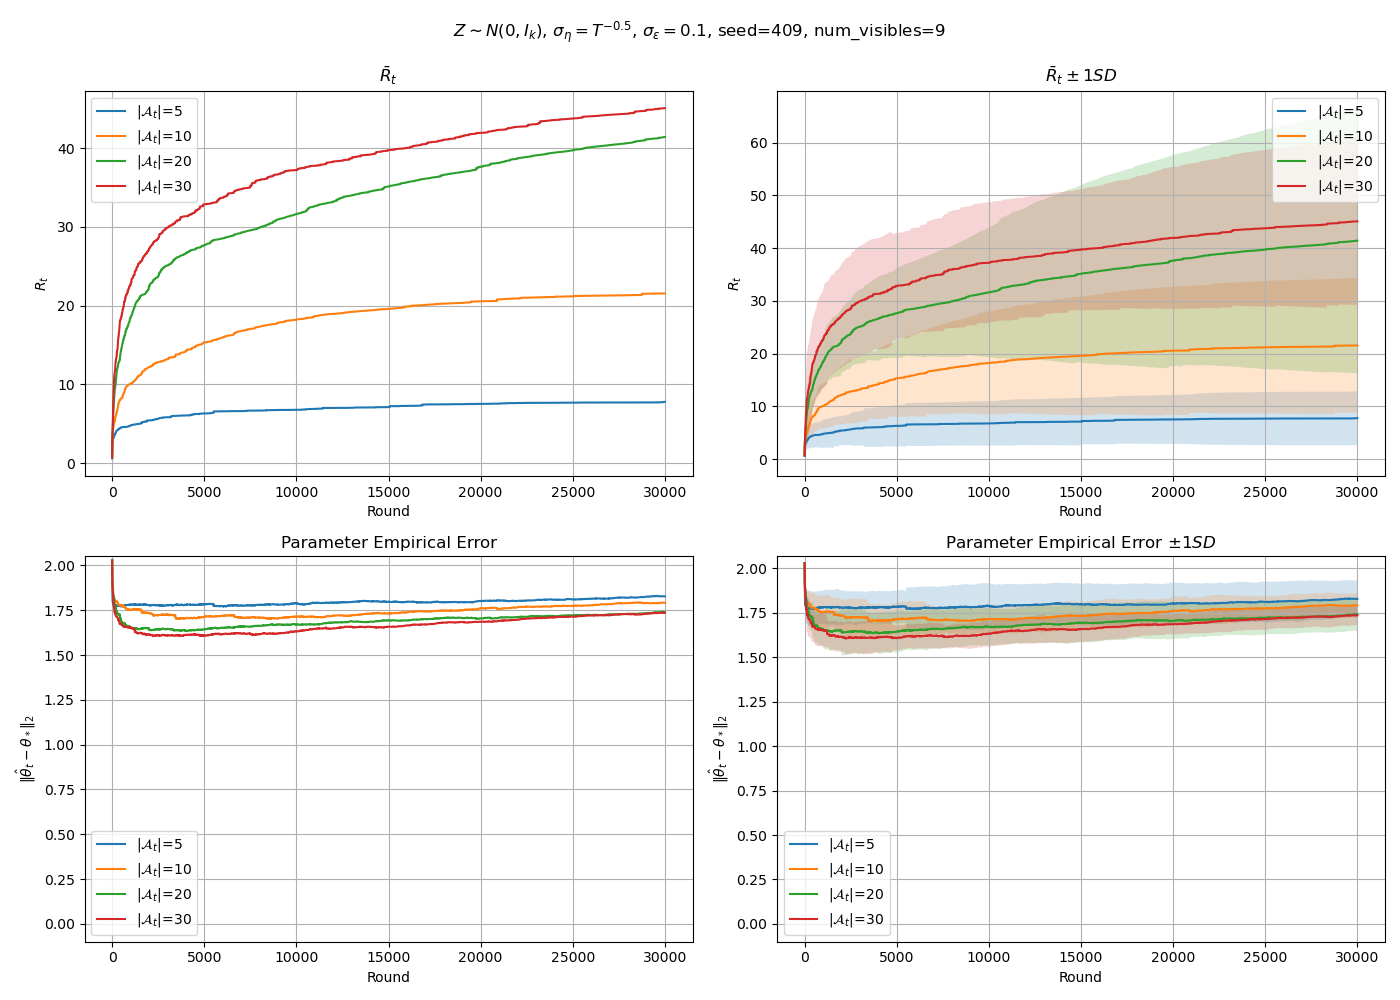 Z ∼ N(0, I_k), σ_η = T^{−0.5}, σ_ε = 0.1, seed=409, num_visibles=9
R̄_t
R_t
40
30
20
10
0
|𝒜_t|=5
|𝒜_t|=10
|𝒜_t|=20
|𝒜_t|=30
0 5000 10000 15000 20000 25000 30000
Round
R̄_t ± 1SD
R_t
60
50
40
30
20
10
0
|𝒜_t|=5
|𝒜_t|=10
|𝒜_t|=20
|𝒜_t|=30
0 5000 10000 15000 20000 25000 30000
Round
Parameter Empirical Error
‖θ̂_t − θ_*‖_2
2.00
1.75
1.50
1.25
1.00
0.75
0.50
0.25
0.00
|𝒜_t|=5
|𝒜_t|=10
|𝒜_t|=20
|𝒜_t|=30
0 5000 10000 15000 20000 25000 30000
Round
Parameter Empirical Error ±1SD
‖θ̂_t − θ_*‖_2
2.00
1.75
1.50
1.25
1.00
0.75
0.50
0.25
0.00
|𝒜_t|=5
|𝒜_t|=10
|𝒜_t|=20
|𝒜_t|=30
0 5000 10000 15000 20000 25000 30000
Round